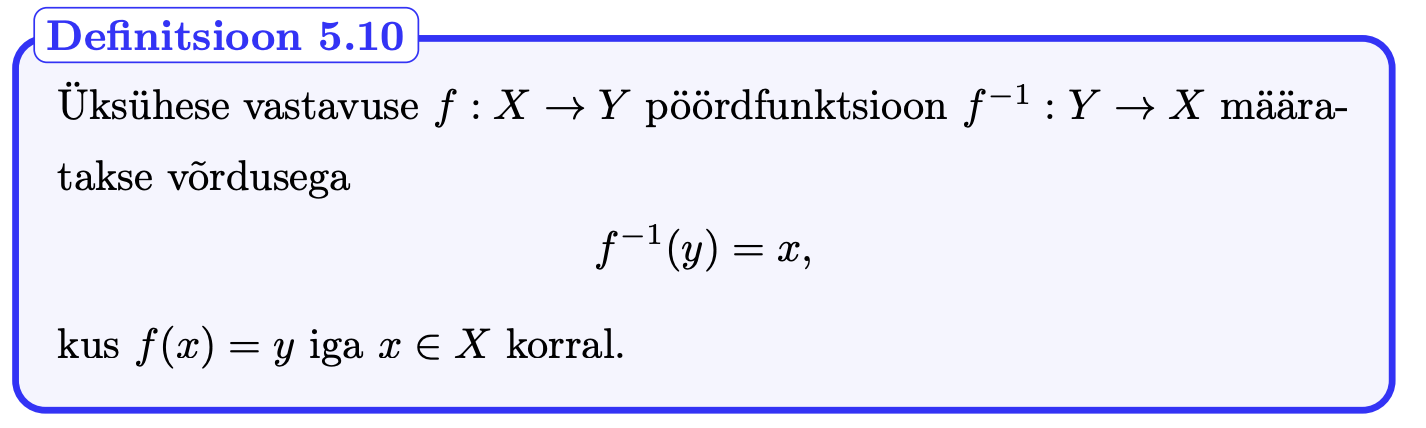 Definitsioon 5.10
Üksühese vastavuse f : X → Y pöördfunktsioon f⁻¹ : Y → X määra-
takse võrdusega
f⁻¹(y) = x,
kus f(x) = y iga x ∈ X korral.